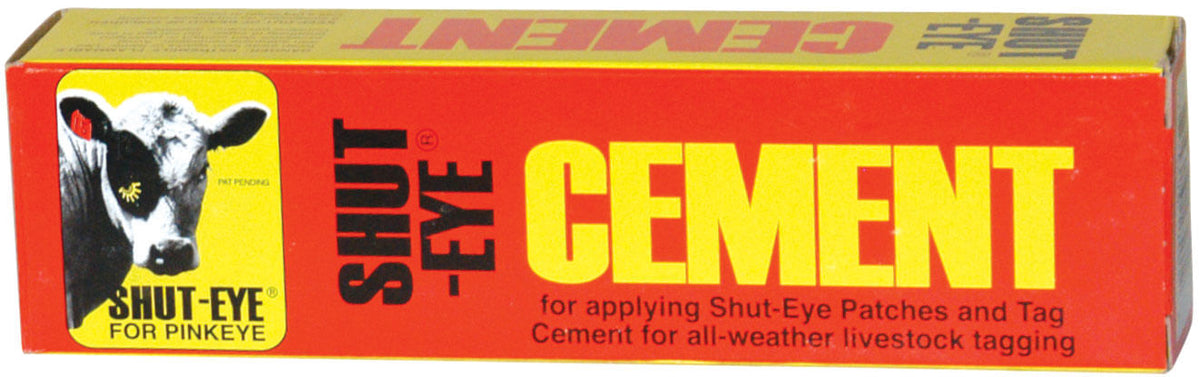 CEMENT
SHUT
-EYE
PAT PENDING
SHUT-EYE®
FOR PINKEYE
SHUT
-EYE®
CEMENT
for applying Shut-Eye Patches and Tag
Cement for all-weather livestock tagging